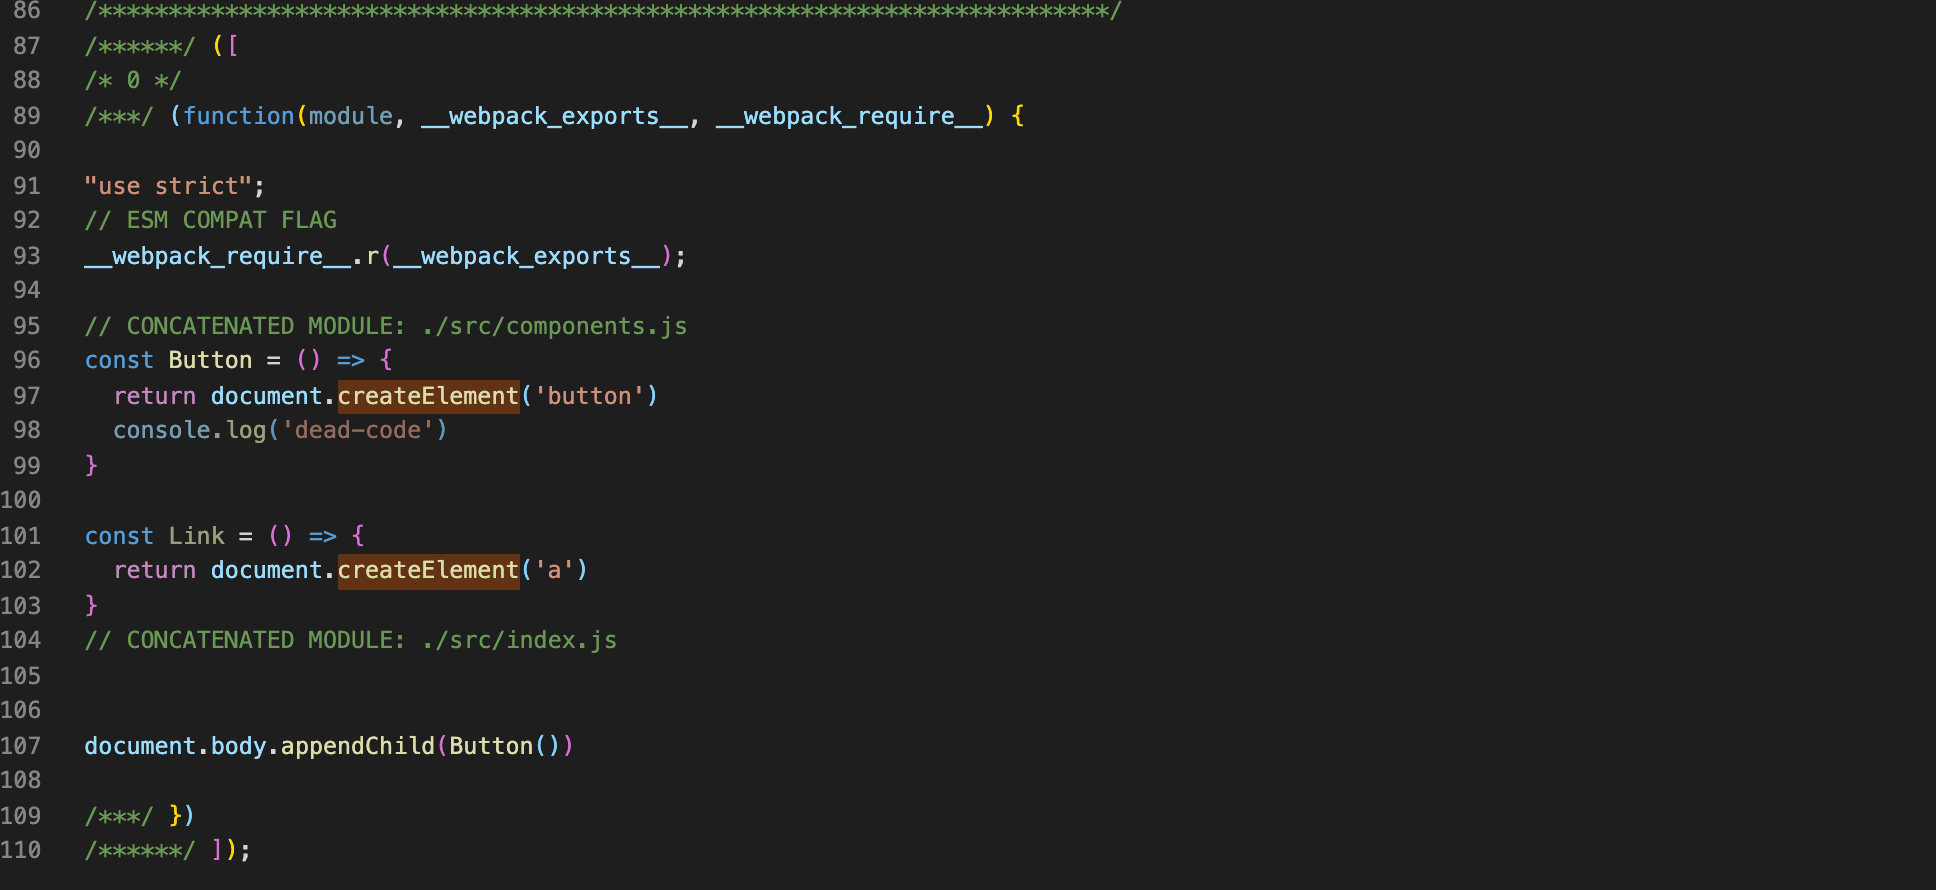 86 /************************************************************************/
87 /******/ ([
88 /* 0 */
89 /***/ (function(module, __webpack_exports__, __webpack_require__) {
90
91 "use strict";
92 // ESM COMPAT FLAG
93 __webpack_require__.r(__webpack_exports__);
94
95 // CONCATENATED MODULE: ./src/components.js
96 const Button = () => {
97   return document.createElement('button')
98   console.log('dead-code')
99 }
100
101 const Link = () => {
102   return document.createElement('a')
103 }
104 // CONCATENATED MODULE: ./src/index.js
105
106
107 document.body.appendChild(Button())
108
109 /***/ })
110 /******/ ]);